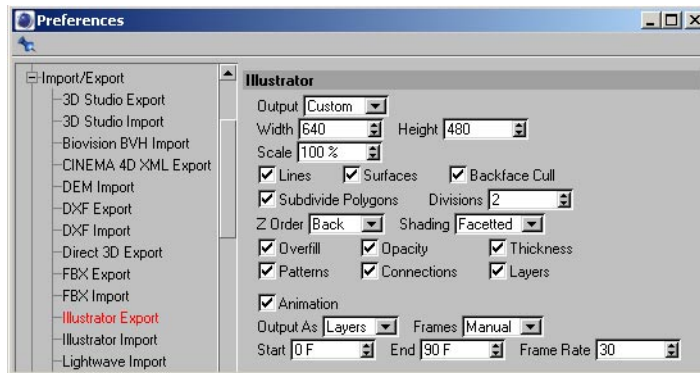 Preferences
Import/Export
3D Studio Export
3D Studio Import
Biovision BVH Import
CINEMA 4D XML Export
DEM Import
DXF Export
DXF Import
Direct 3D Export
FBX Export
FBX Import
Illustrator Export
Illustrator Import
Lightwave Import
Illustrator
Output Custom
Width 640 Height 480
Scale 100 %
Lines Surfaces Backface Cull
Subdivide Polygons Divisions 2
Z Order Back Shading Facetted
Overfill Opacity Thickness
Patterns Connections Layers
Animation
Output As Layers Frames Manual
Start 0 F End 90 F Frame Rate 30